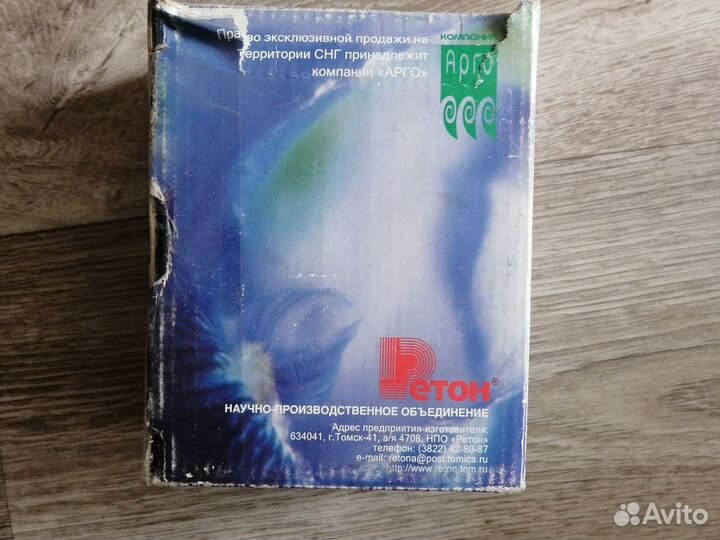 Право эксклюзивной продажи на
территории СНГ принадлежит
компании «АРГО»
КОМПАНИЯ
Арго
Ретон®
НАУЧНО-ПРОИЗВОДСТВЕННОЕ ОБЪЕДИНЕНИЕ
Адрес предприятия-изготовителя:
634041, г.Томск-41, а/я 4708, НПО «Ретон»
телефон: (3822) 42-80-87
e-mail: retona@post.tomica.ru
http://www.reton.tom.ru
Avito